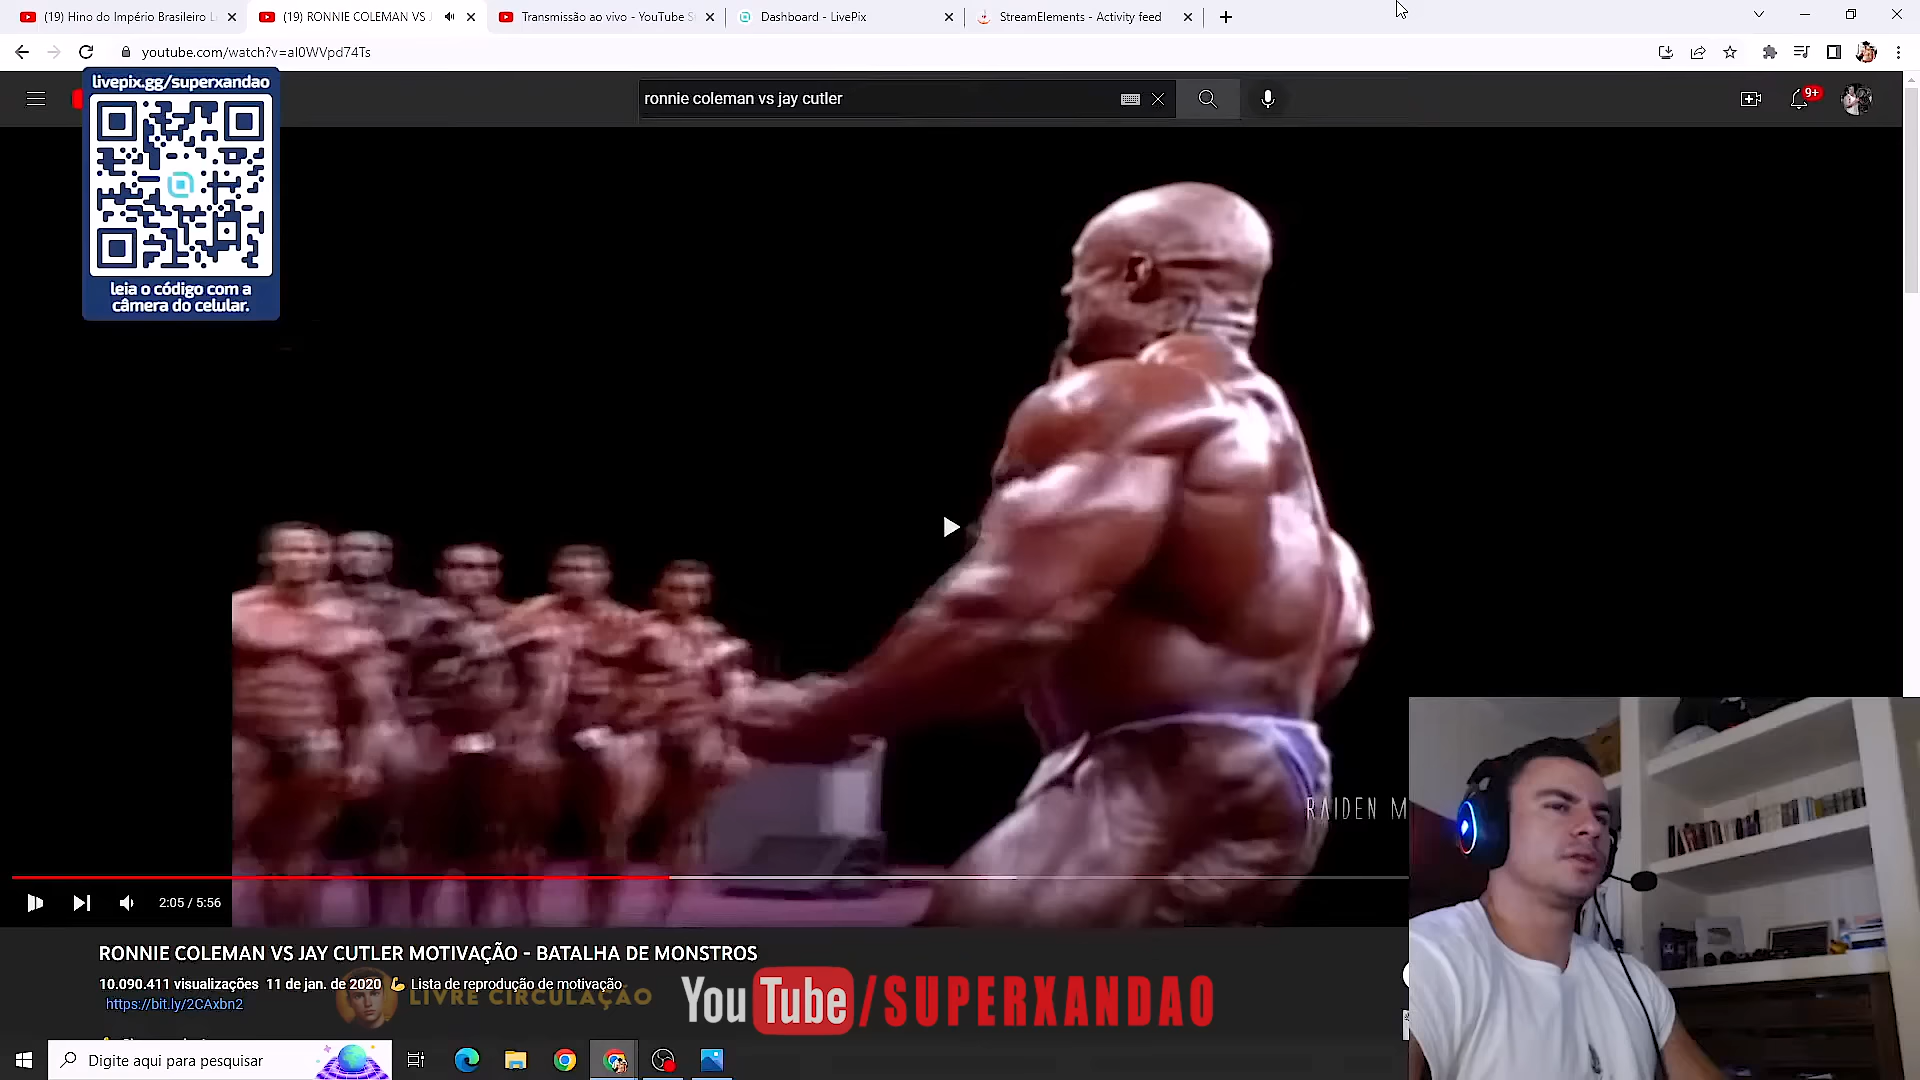 (19) Hino do Império Brasileiro L
(19) RONNIE COLEMAN VS J
Transmissão ao vivo - YouTube S
Dashboard - LivePix
StreamElements - Activity feed
youtube.com/watch?v=aI0WVpd74Ts
livepix.gg/superxandao
leia o código com a
câmera do celular.
ronnie coleman vs jay cutler
9+
RAIDEN M
2:05 / 5:56
RONNIE COLEMAN VS JAY CUTLER MOTIVAÇÃO - BATALHA DE MONSTROS
10.090.411 visualizações 11 de jan. de 2020 💪 Lista de reprodução de motivação
https://bit.ly/2CAxbn2
LIVRE CIRCULAÇÃO
YouTube/SUPERXANDAO
Digite aqui para pesquisar